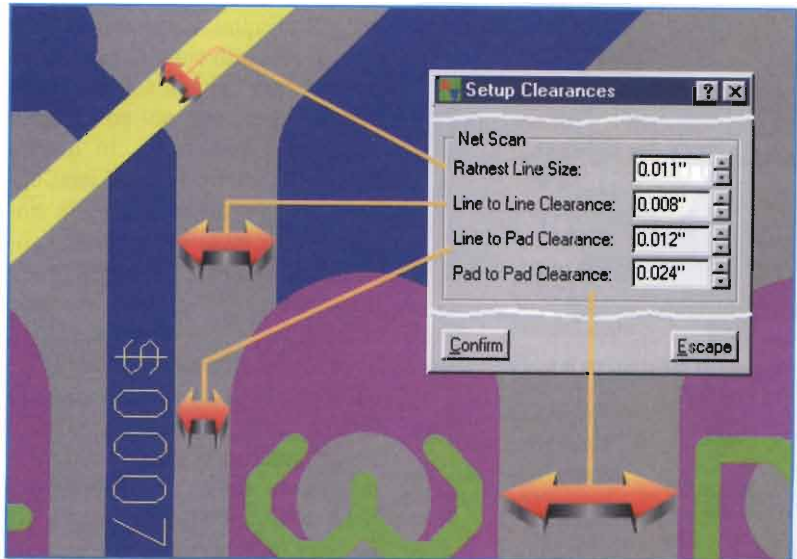 Setup Clearances
Net Scan
Ratnest Line Size: 0.011"
Line to Line Clearance: 0.008"
Line to Pad Clearance: 0.012"
Pad to Pad Clearance: 0.024"
Confirm Escape
$0007